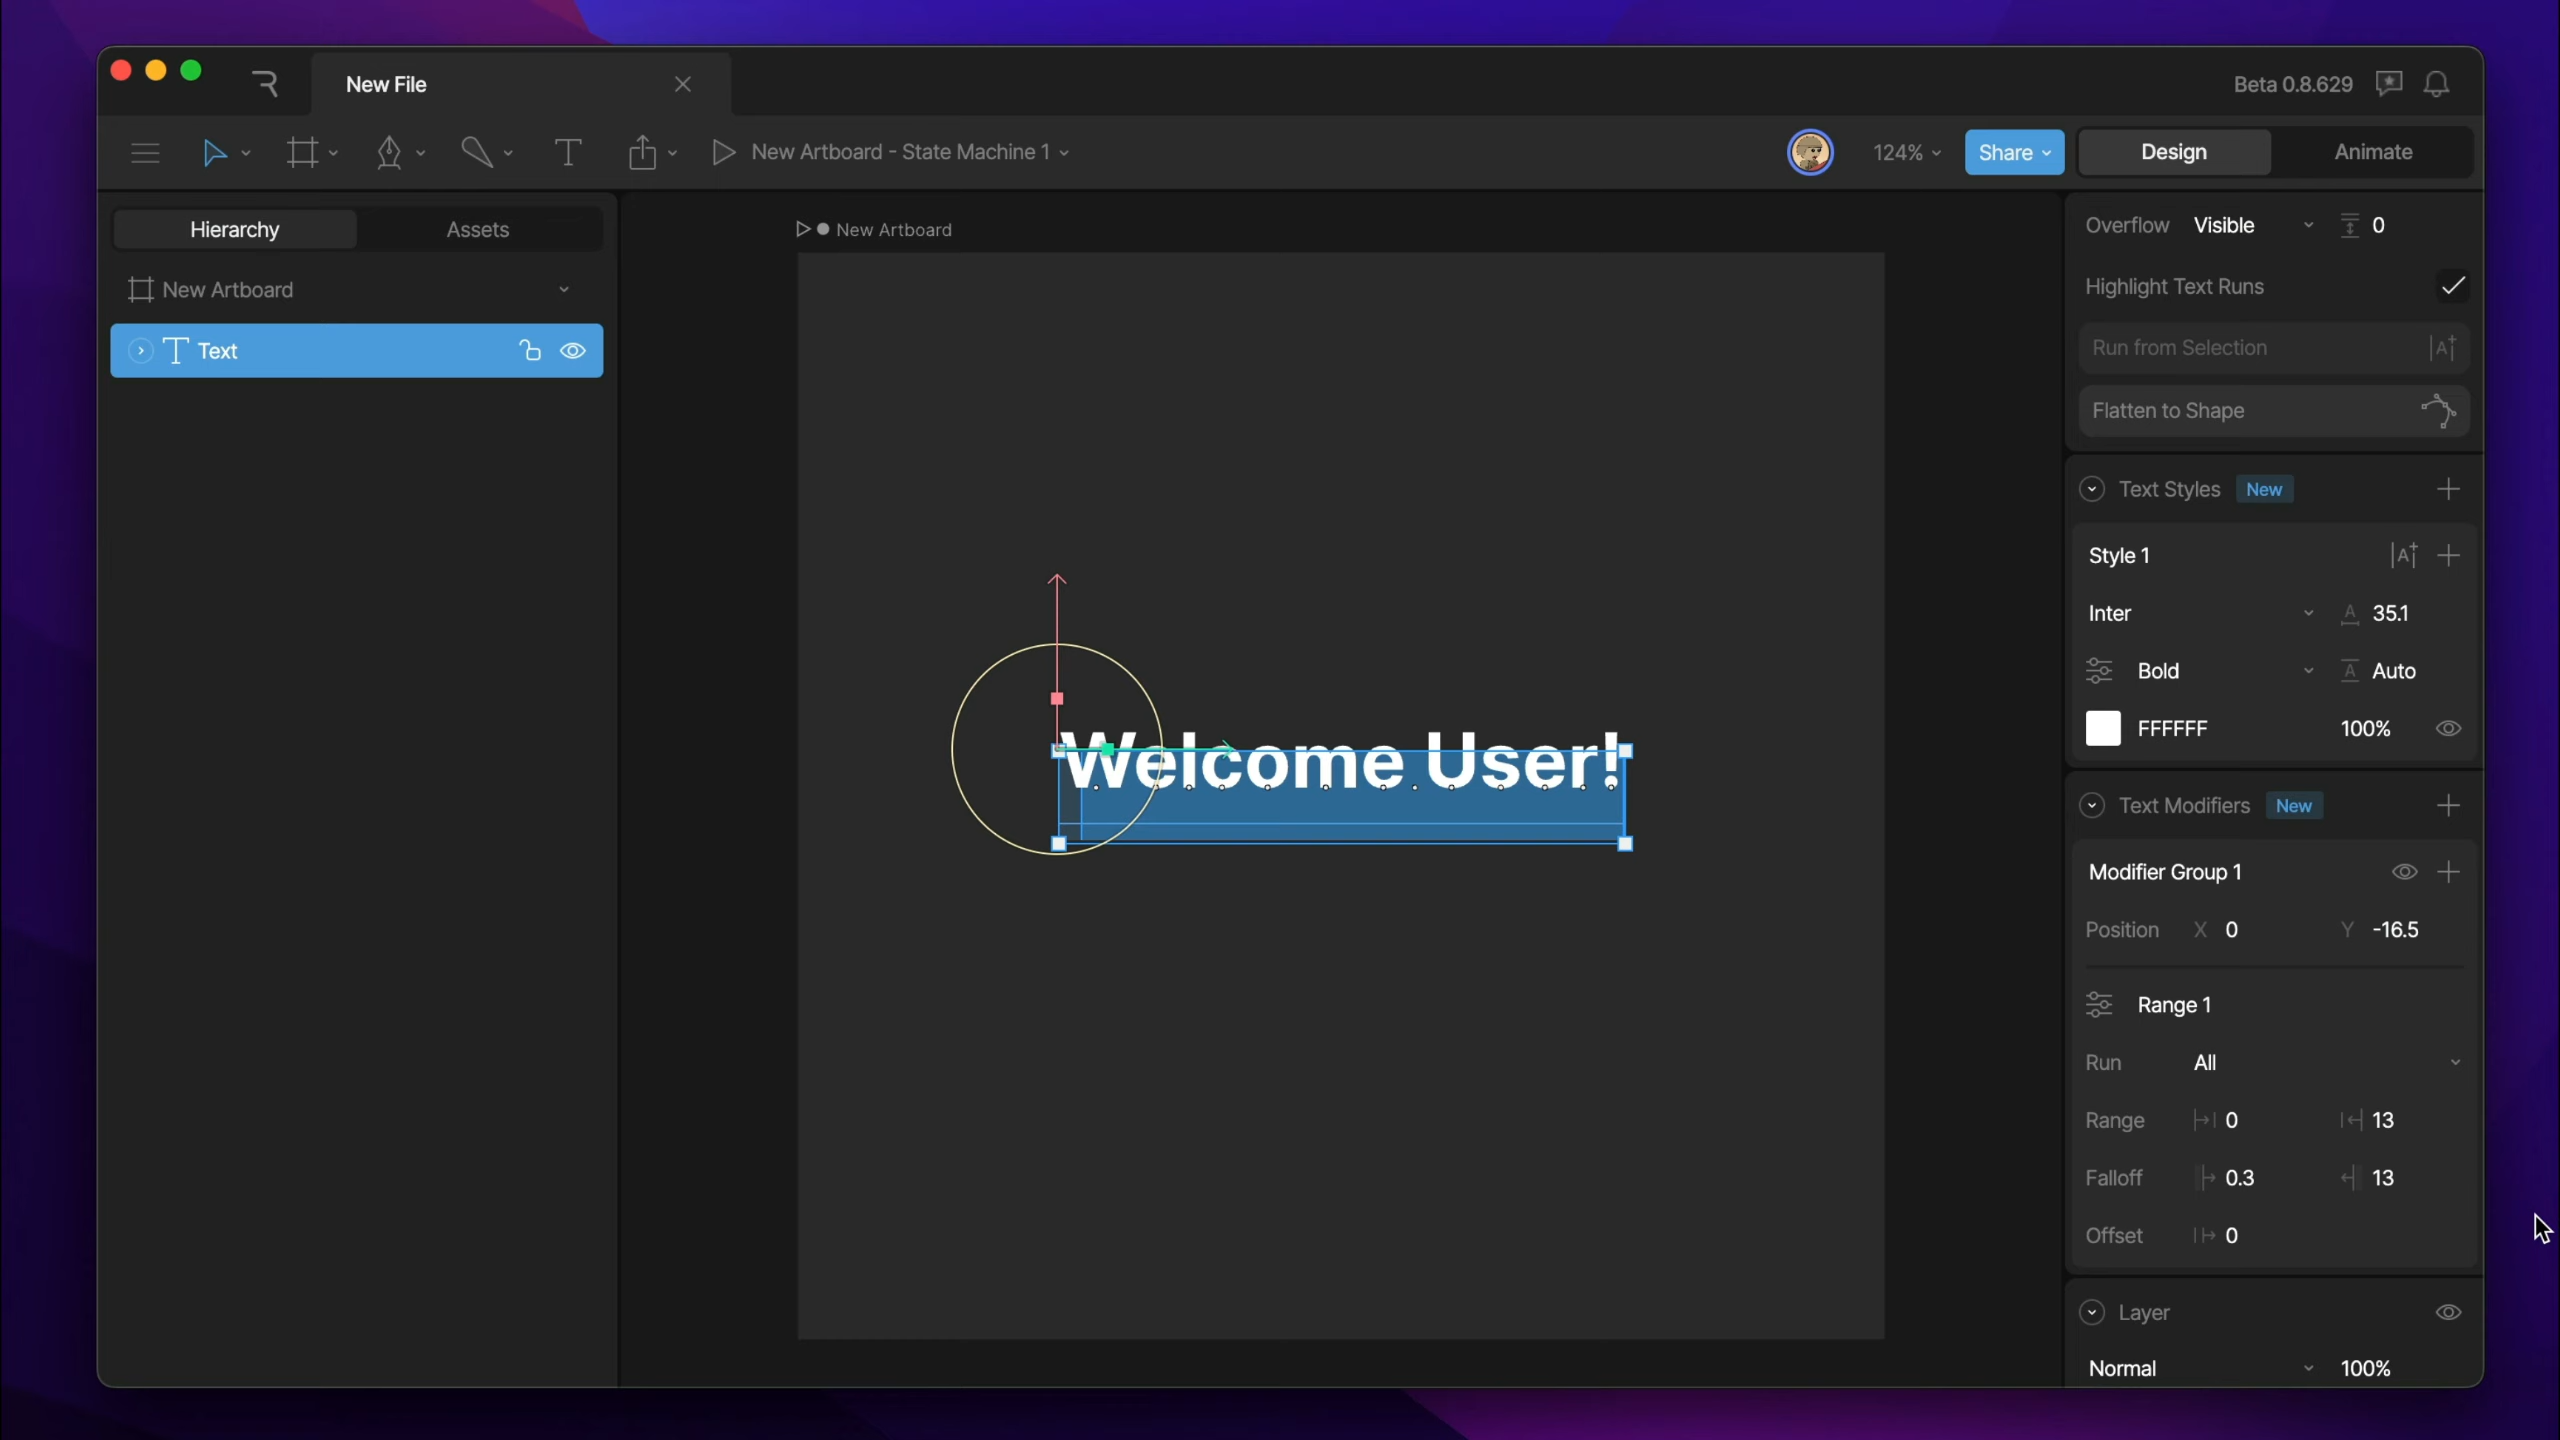 New File
Beta 0.8.629
New Artboard - State Machine 1
124%
Share
Design
Animate
Hierarchy
Assets
New Artboard
Text
New Artboard
Welcome User!
Overflow Visible 0
Highlight Text Runs
Run from Selection
Flatten to Shape
Text Styles New
Style 1
Inter 35.1
Bold Auto
FFFFFF 100%
Text Modifiers New
Modifier Group 1
Position X 0 Y -16.5
Range 1
Run All
Range 0 13
Falloff 0.3 13
Offset 0
Layer
Normal 100%